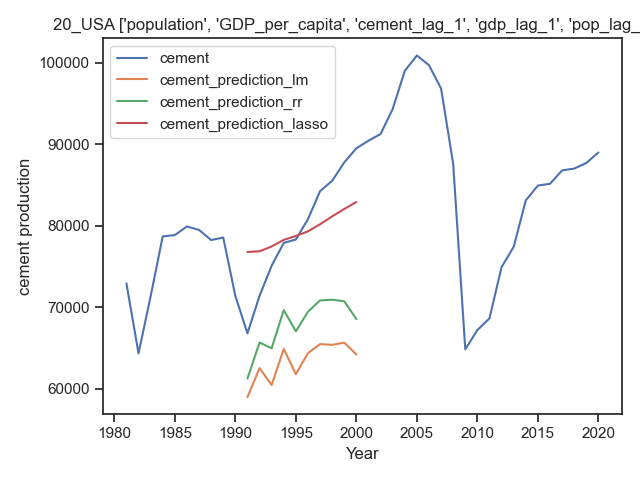 20_USA ['population', 'GDP_per_capita', 'cement_lag_1', 'gdp_lag_1', 'pop_lag_
cement
cement_prediction_lm
cement_prediction_rr
cement_prediction_lasso
100000
90000
80000
70000
60000
cement production
1980
1985
1990
1995
2000
2005
2010
2015
2020
Year